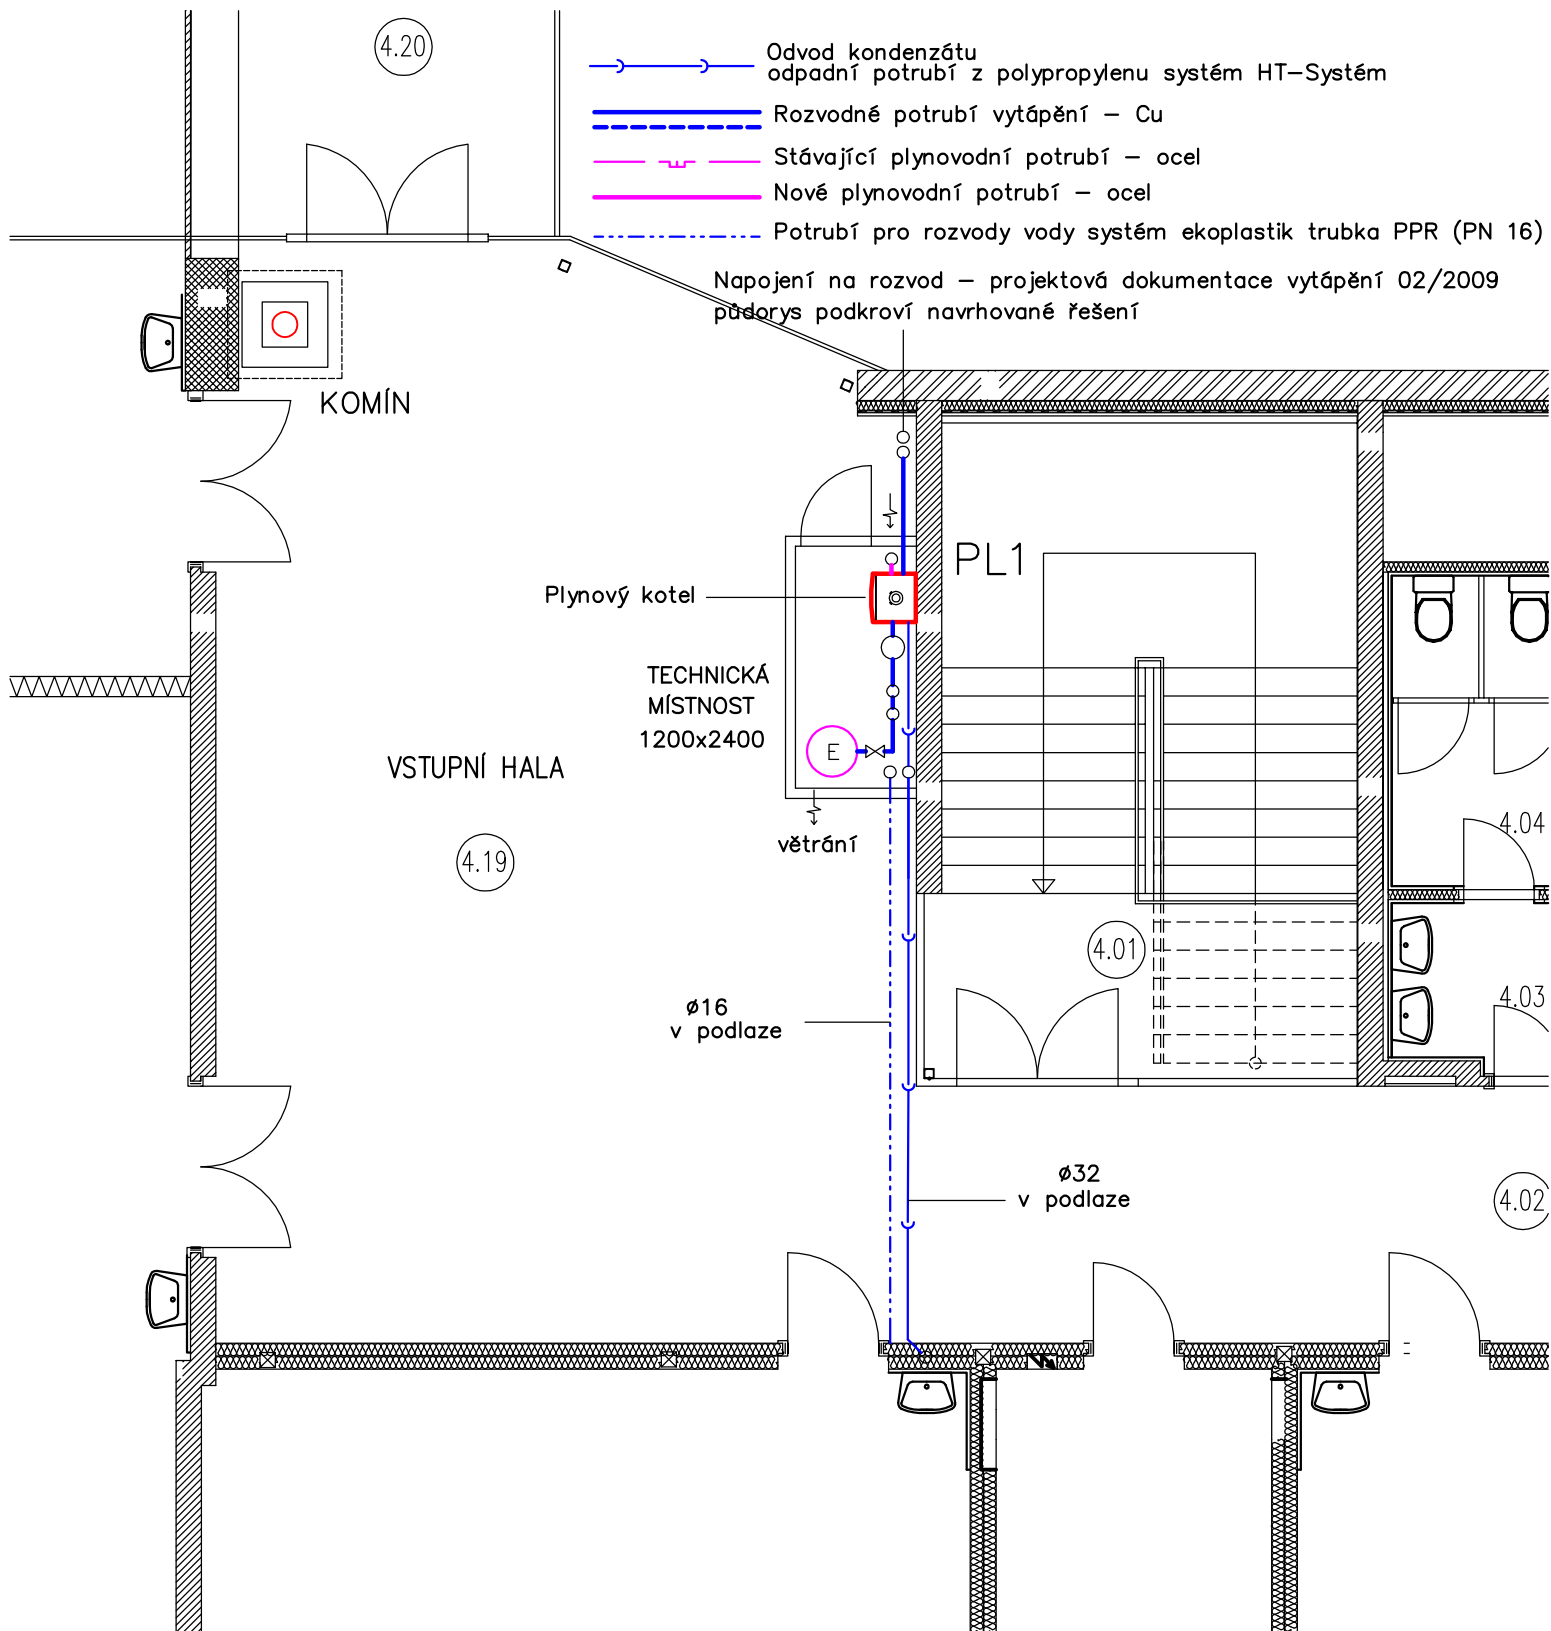 4.20
Odvod kondenzátu
odpadní potrubí z polypropylenu systém HT-Systém
Rozvodné potrubí vytápění – Cu
Stávající plynovodní potrubí – ocel
Nové plynovodní potrubí – ocel
Potrubí pro rozvody vody systém ekoplastik trubka PPR (PN 16)
Napojení na rozvod – projektová dokumentace vytápění 02/2009
půdorys podkroví navrhované řešení
KOMÍN
PL1
Plynový kotel
TECHNICKÁ
MÍSTNOST
1200x2400
E
VSTUPNÍ HALA
větrání
4.19
4.04
4.01
4.03
ø16
v podlaze
ø32
v podlaze
4.02